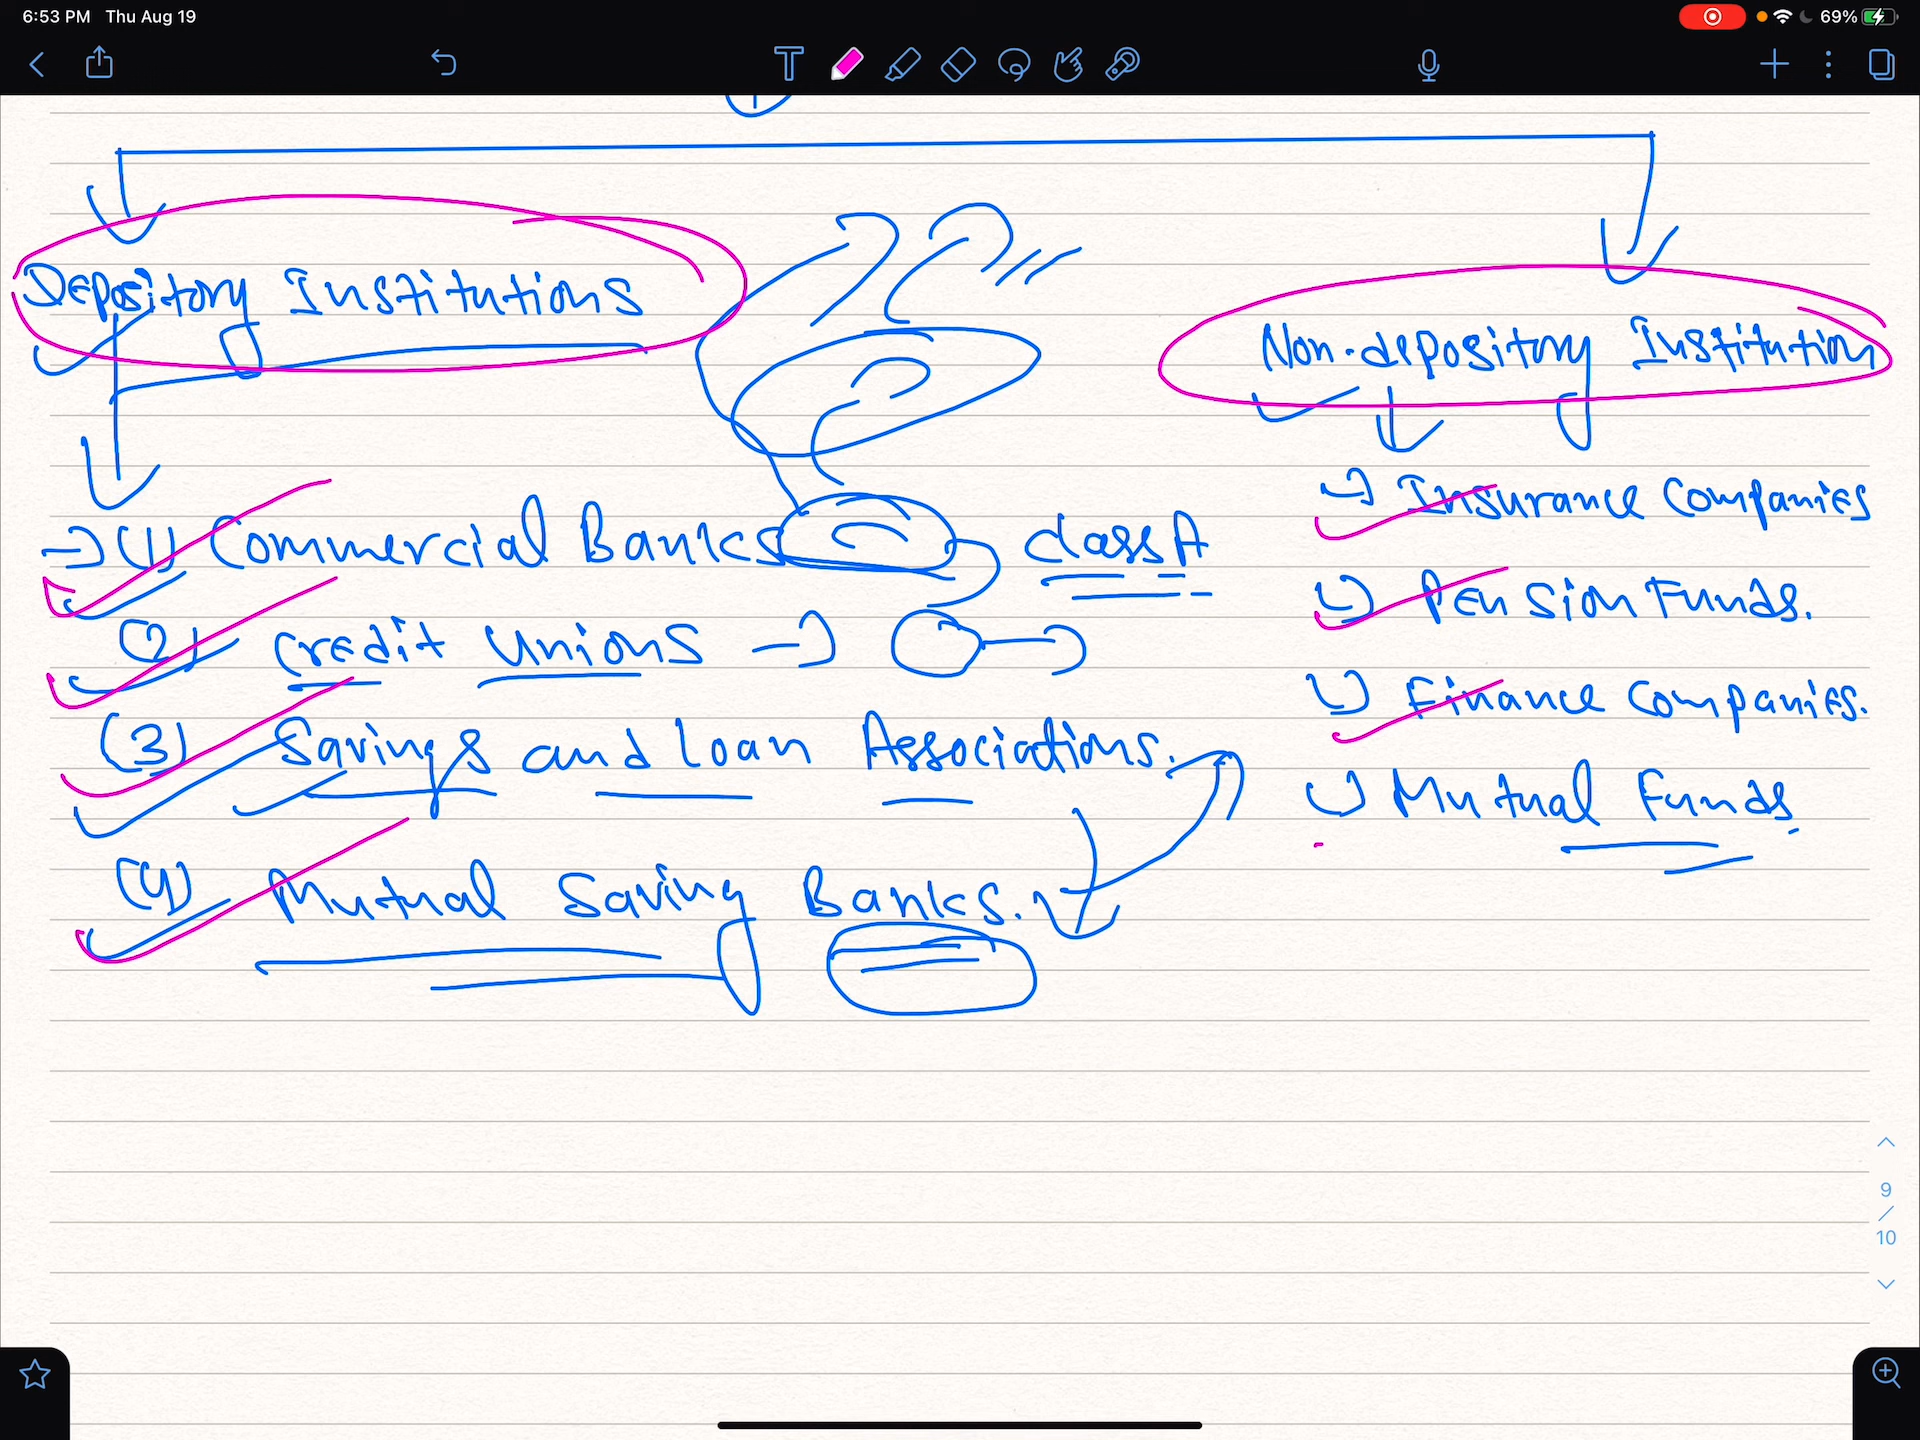 6:53 PM Thu Aug 19
69%
T
Depository Institutions
Non-depository Institution
-> (1) Commercial Banks class A
(2) Credit Unions ->
(3) Savings and Loan Associations.
(4) Mutual Saving Banks.
Insurance Companies
Pension Funds.
Finance Companies.
Mutual Funds.
9
/
10